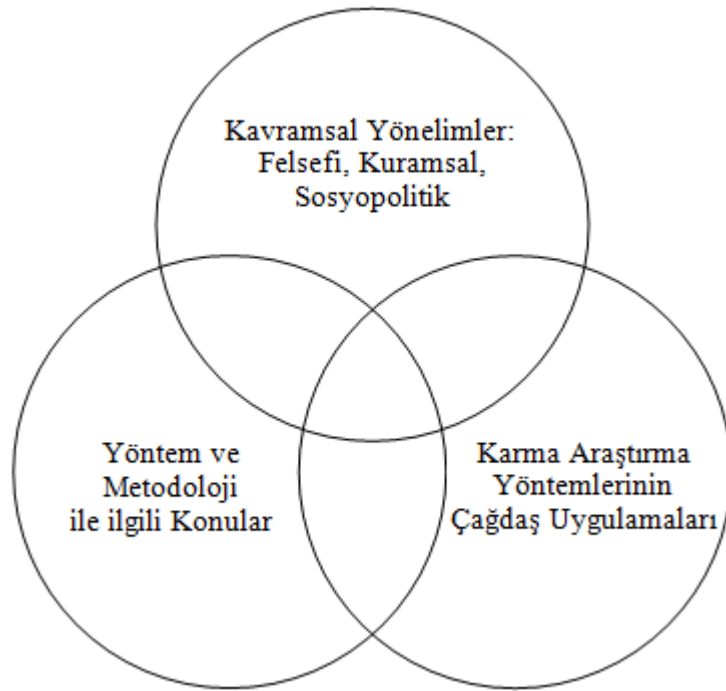 Kavramsal Yönelimler:
Felsefi, Kuramsal,
Sosyopolitik
Yöntem ve
Metodoloji
ile ilgili Konular
Karma Araştırma
Yöntemlerinin
Çağdaş Uygulamaları